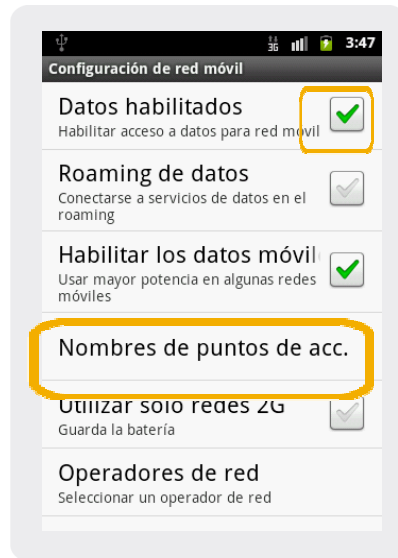 3G 3:47
Configuración de red móvil
Datos habilitados
Habilitar acceso a datos para red movil
Roaming de datos
Conectarse a servicios de datos en el
roaming
Habilitar los datos móvil
Usar mayor potencia en algunas redes
móviles
Nombres de puntos de acc.
Utilizar solo redes 2G
Guarda la batería
Operadores de red
Seleccionar un operador de red